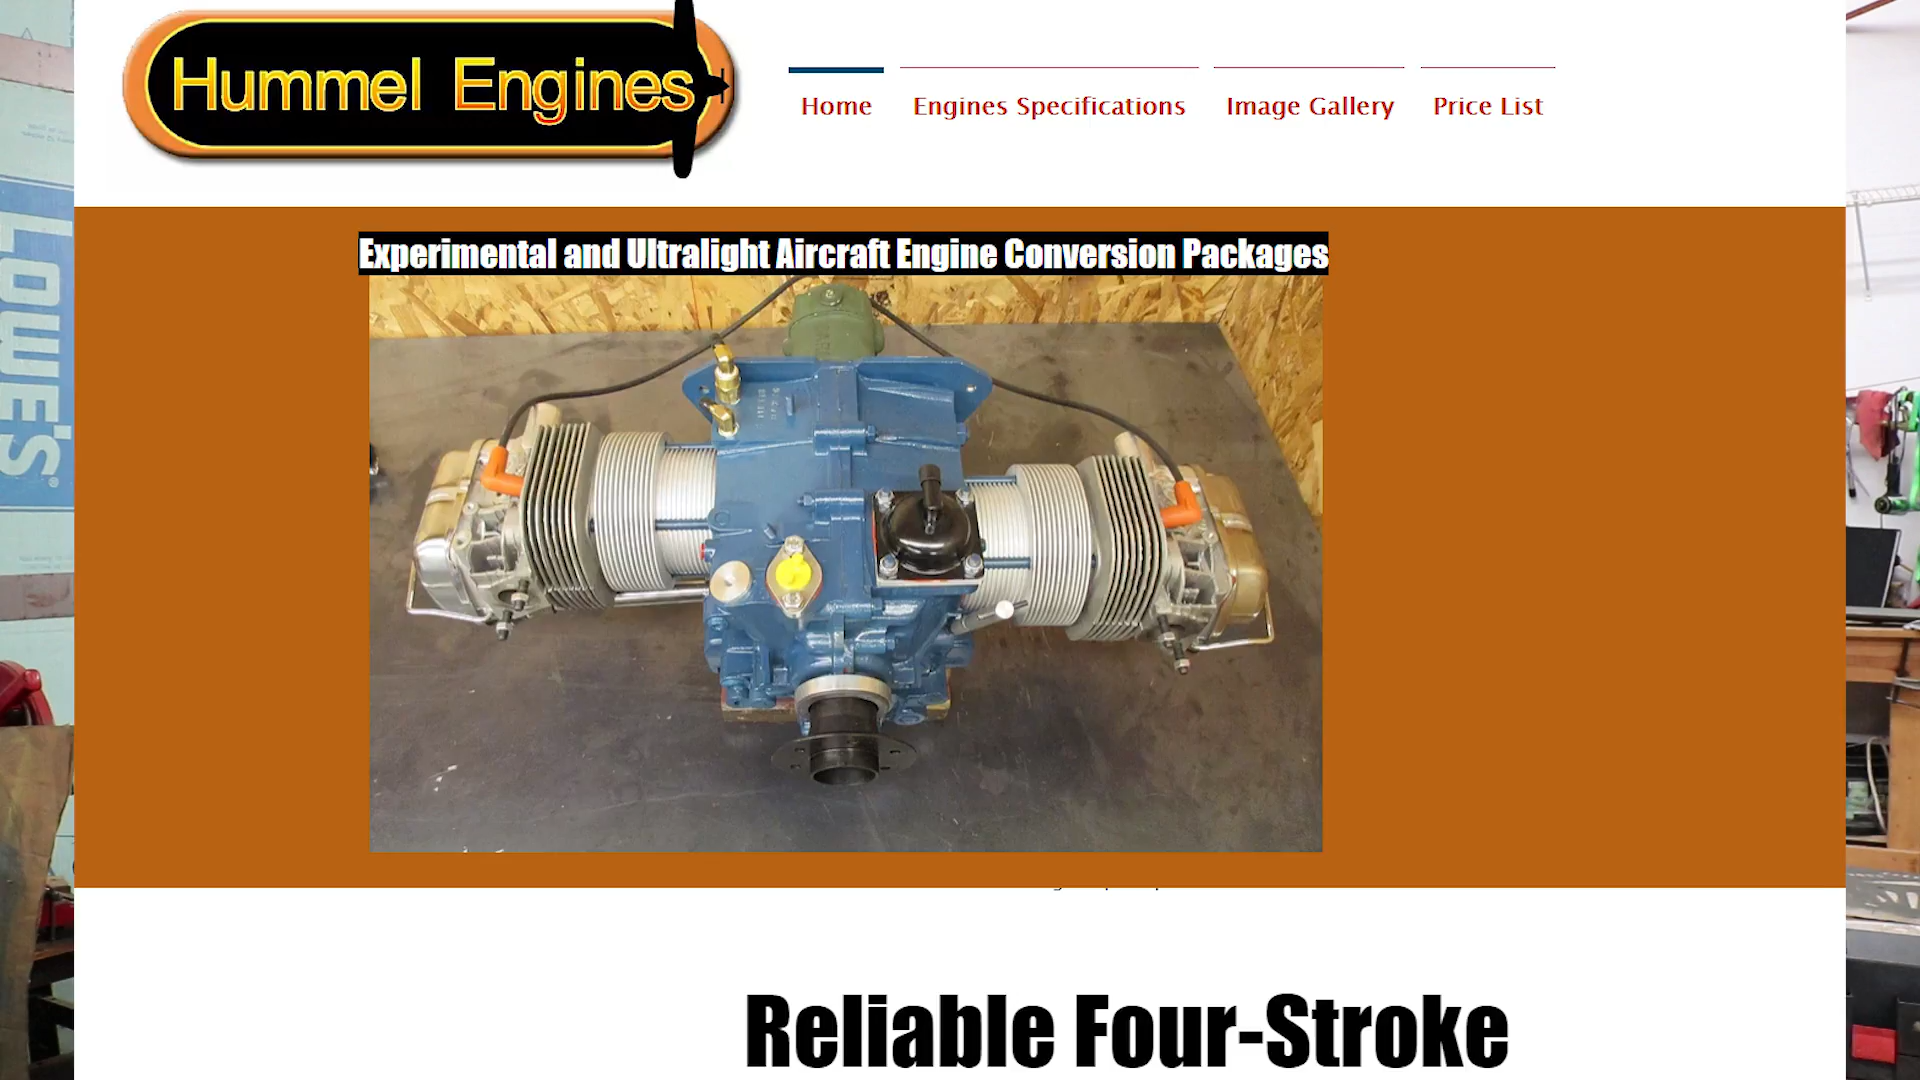 Hummel Engines
Home
Engines Specifications
Image Gallery
Price List
Experimental and Ultralight Aircraft Engine Conversion Packages
LOWE'S
Reliable Four-Stroke